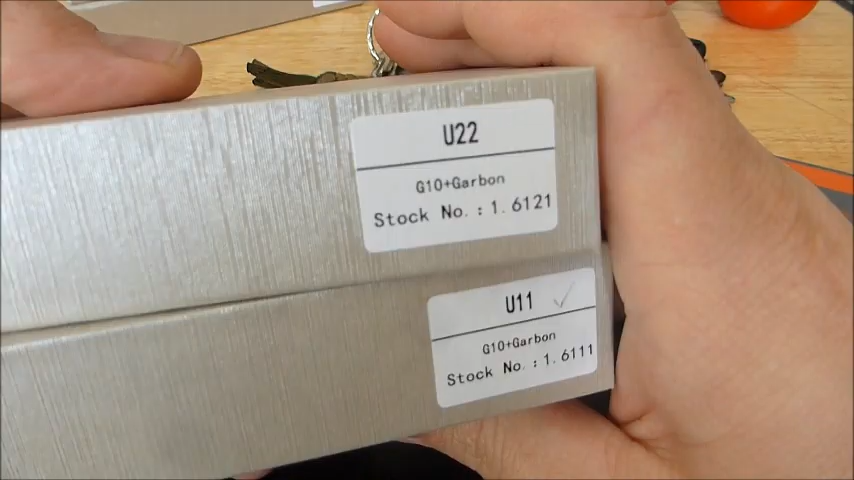 U22
G10+Garbon
Stock No.: 1.6121
U11
G10+Garbon
Stock No.: 1.6111